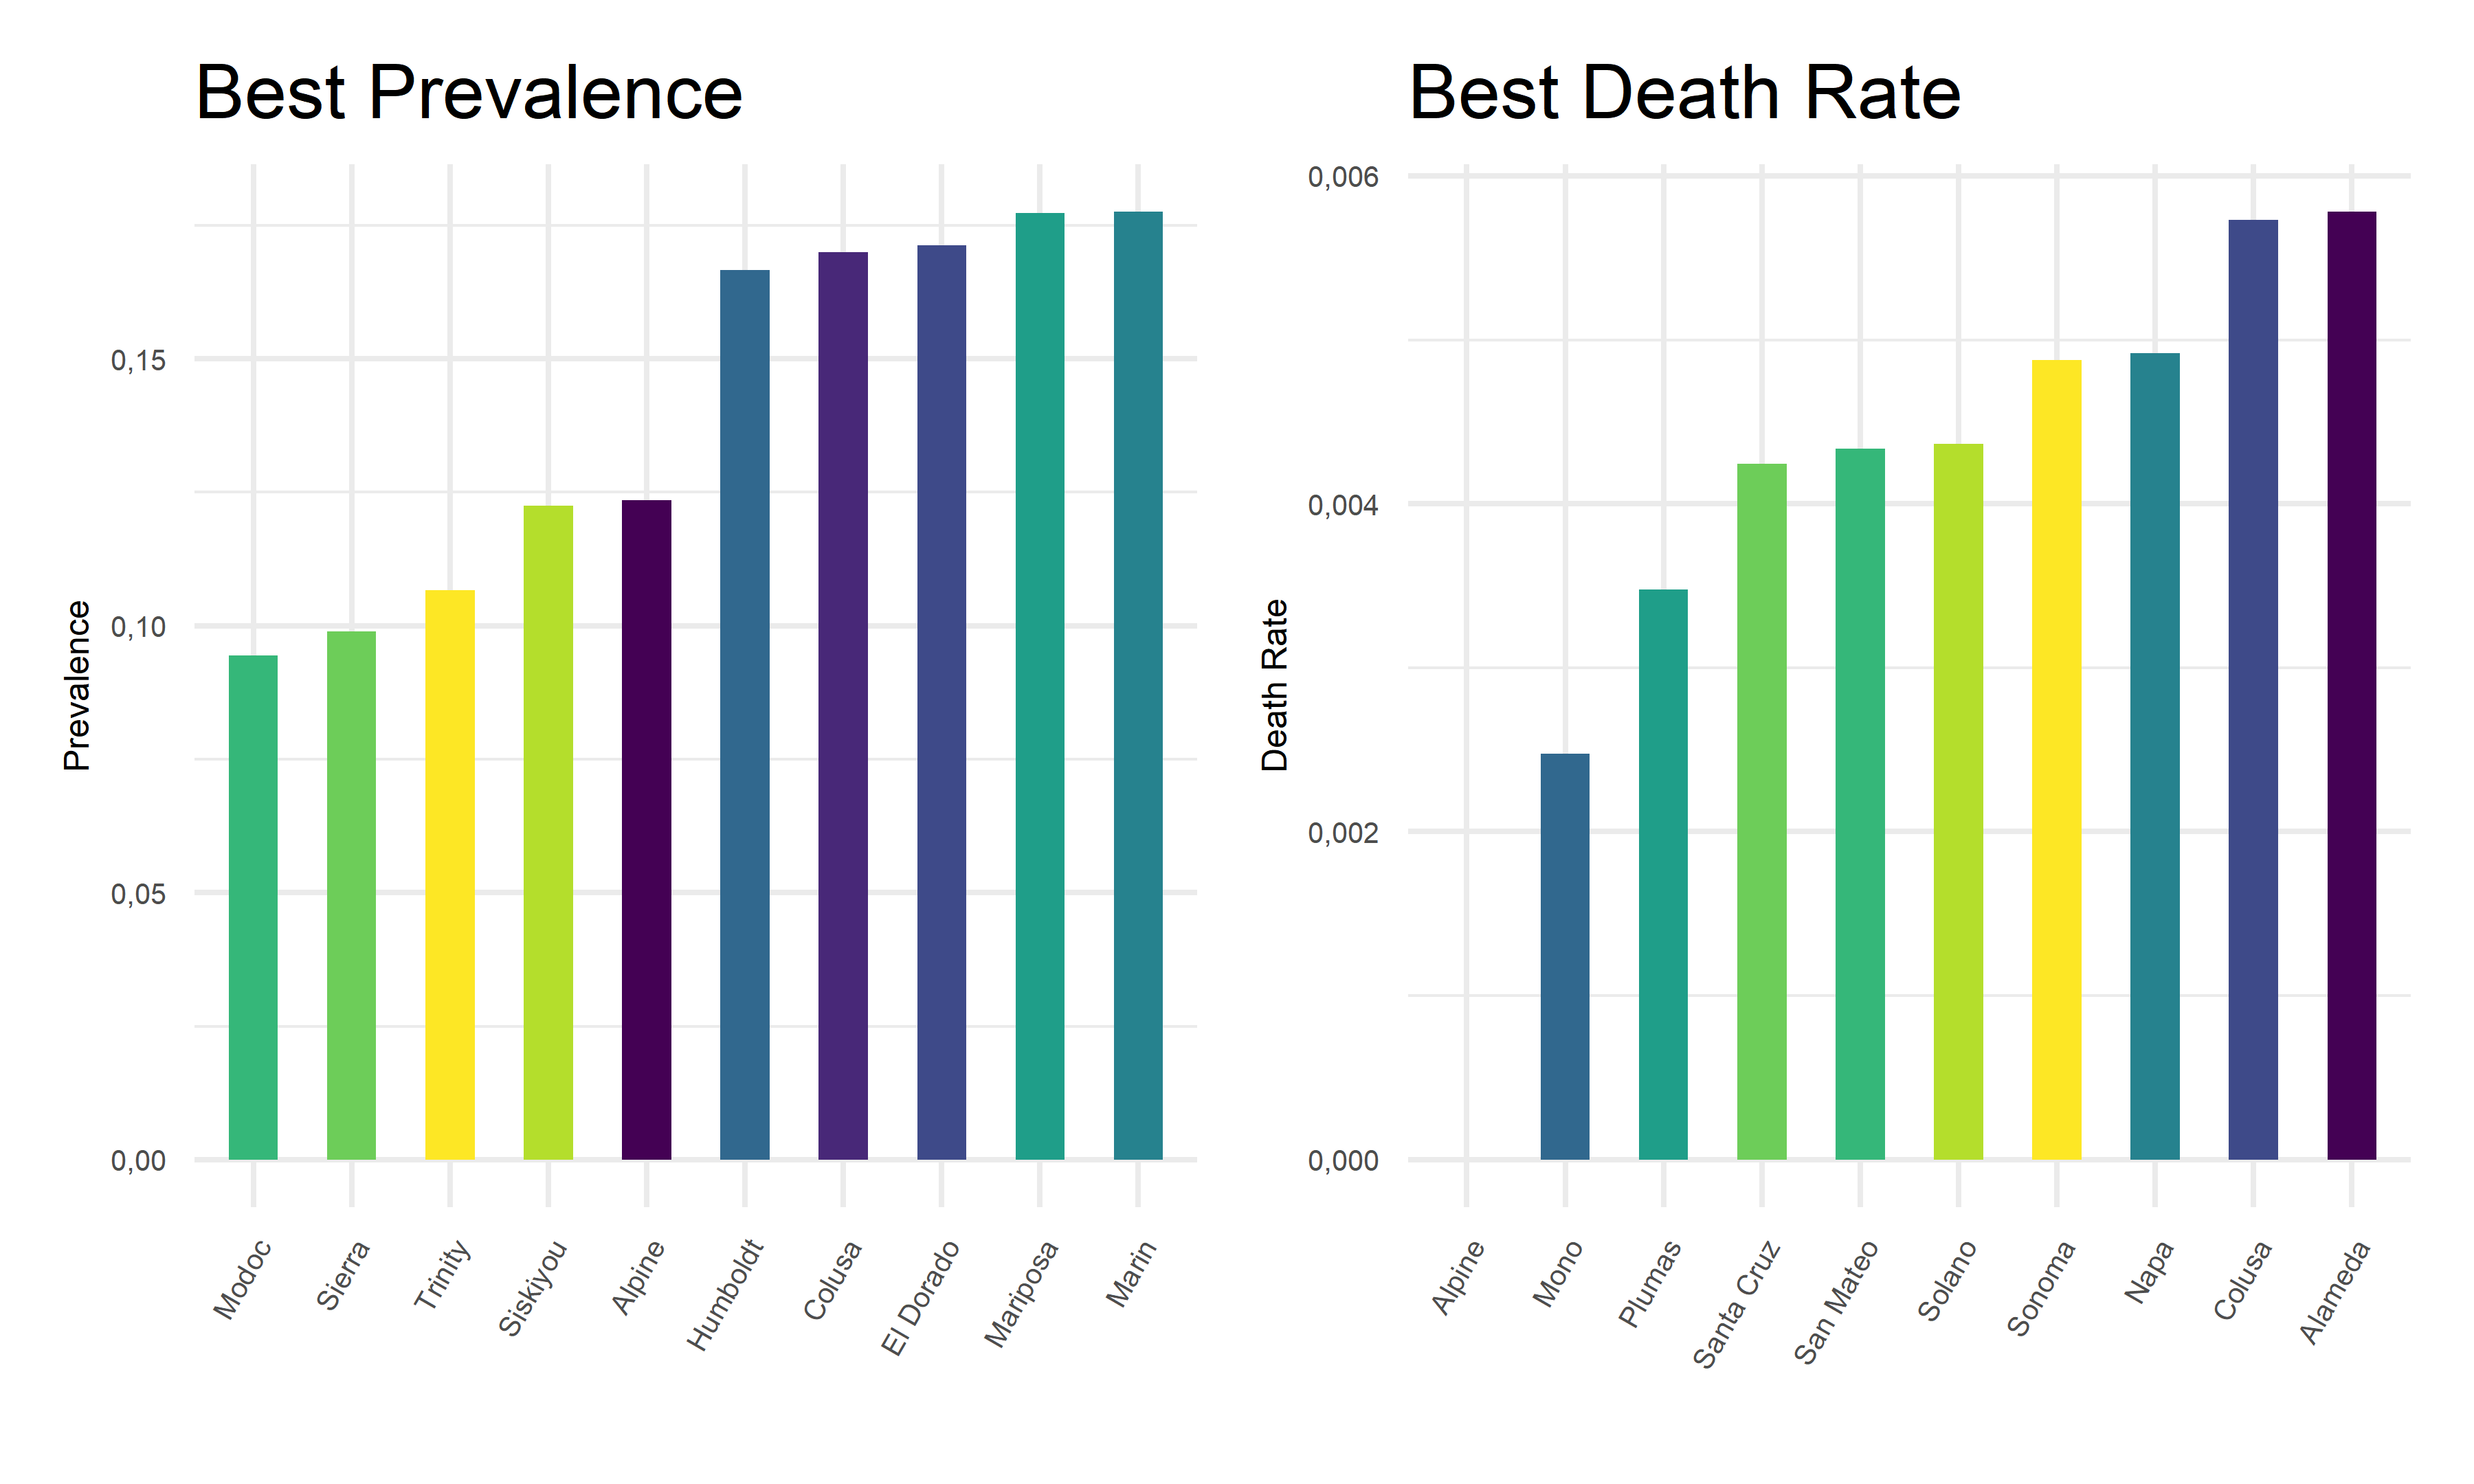 Best Prevalence
Prevalence
0,15
0,10
0,05
0,00
Modoc
Sierra
Trinity
Siskiyou
Alpine
Humboldt
Colusa
El Dorado
Mariposa
Marin
Best Death Rate
Death Rate
0,006
0,004
0,002
0,000
Alpine
Mono
Plumas
Santa Cruz
San Mateo
Solano
Sonoma
Napa
Colusa
Alameda